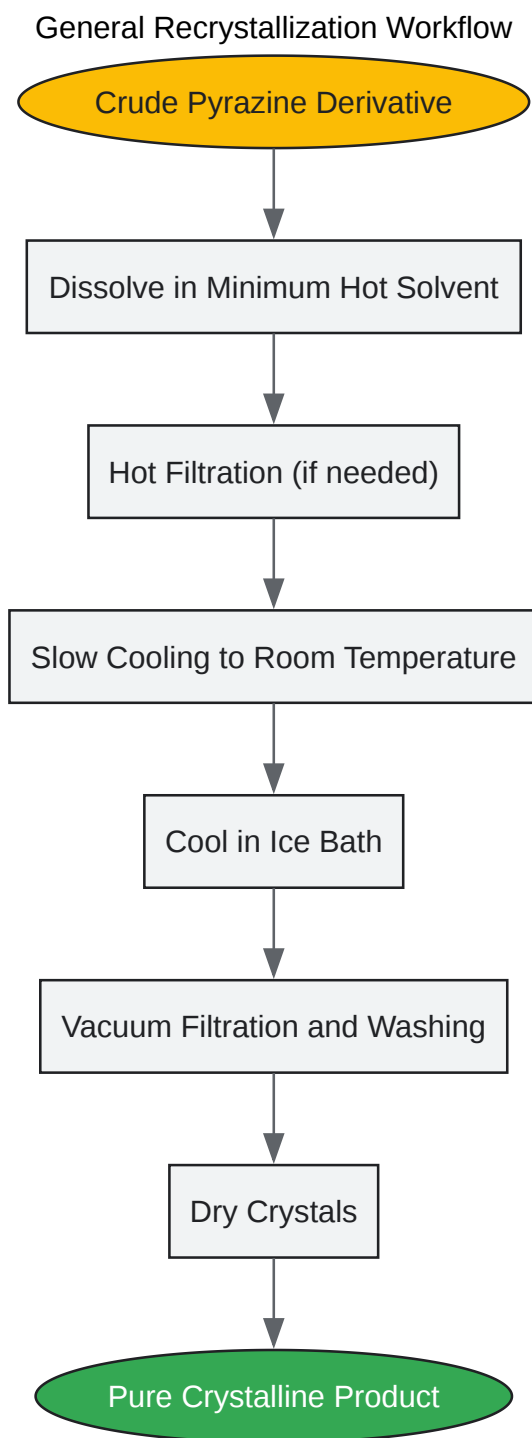 General Recrystallization Workflow
Crude Pyrazine Derivative
Dissolve in Minimum Hot Solvent
Hot Filtration (if needed)
Slow Cooling to Room Temperature
Cool in Ice Bath
Vacuum Filtration and Washing
Dry Crystals
Pure Crystalline Product